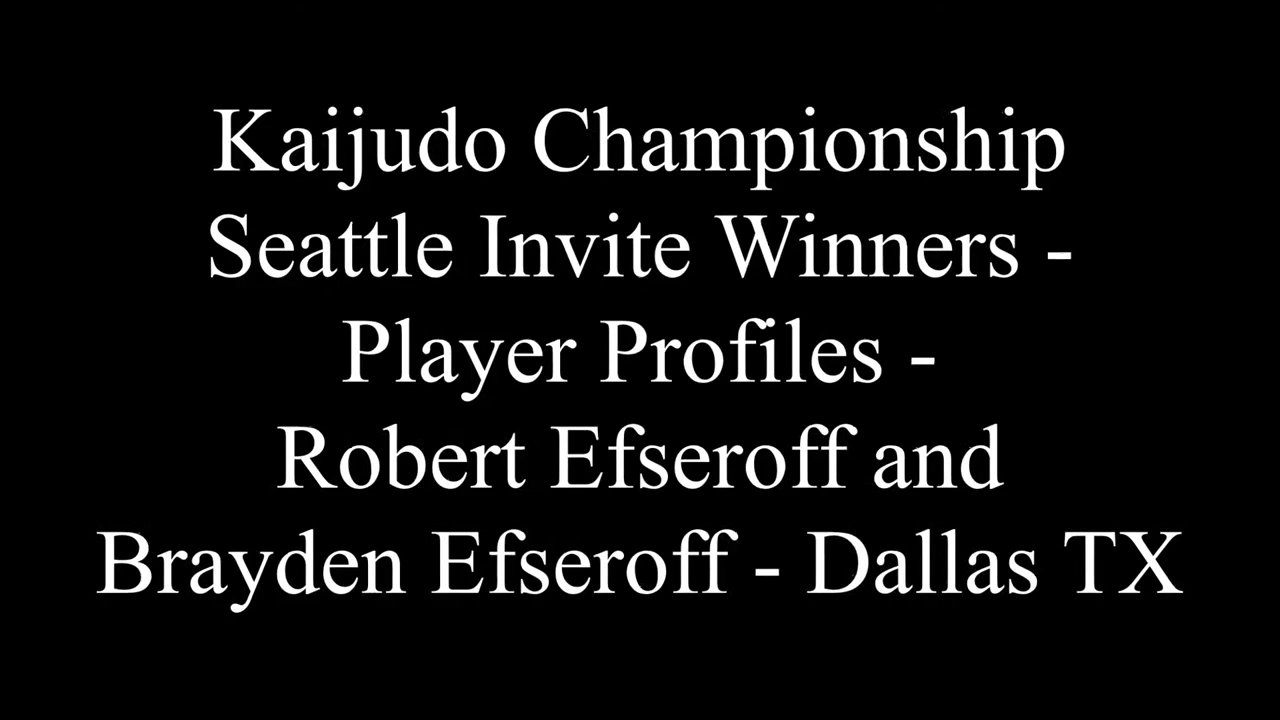 Kaijudo Championship
Seattle Invite Winners -
Player Profiles -
Robert Efseroff and
Brayden Efseroff - Dallas TX